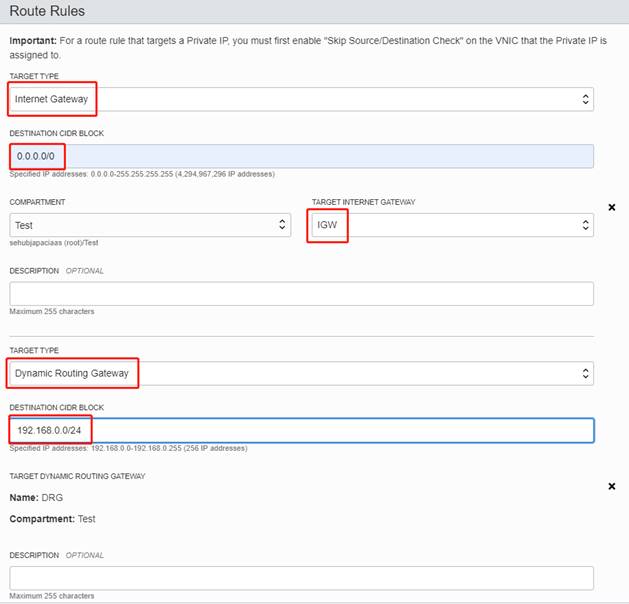 Route Rules
Important: For a route rule that targets a Private IP, you must first enable "Skip Source/Destination Check" on the VNIC that the Private IP is
assigned to.
TARGET TYPE
Internet Gateway
DESTINATION CIDR BLOCK
0.0.0.0/0
Specified IP addresses: 0.0.0.0-255.255.255.255 (4,294,967,296 IP addresses)
COMPARTMENT TARGET INTERNET GATEWAY
Test IGW
sehubjapaciaas (root)/Test
DESCRIPTION OPTIONAL
Maximum 255 characters
TARGET TYPE
Dynamic Routing Gateway
DESTINATION CIDR BLOCK
192.168.0.0/24
Specified IP addresses: 192.168.0.0-192.168.0.255 (256 IP addresses)
TARGET DYNAMIC ROUTING GATEWAY
Name: DRG
Compartment: Test
DESCRIPTION OPTIONAL
Maximum 255 characters